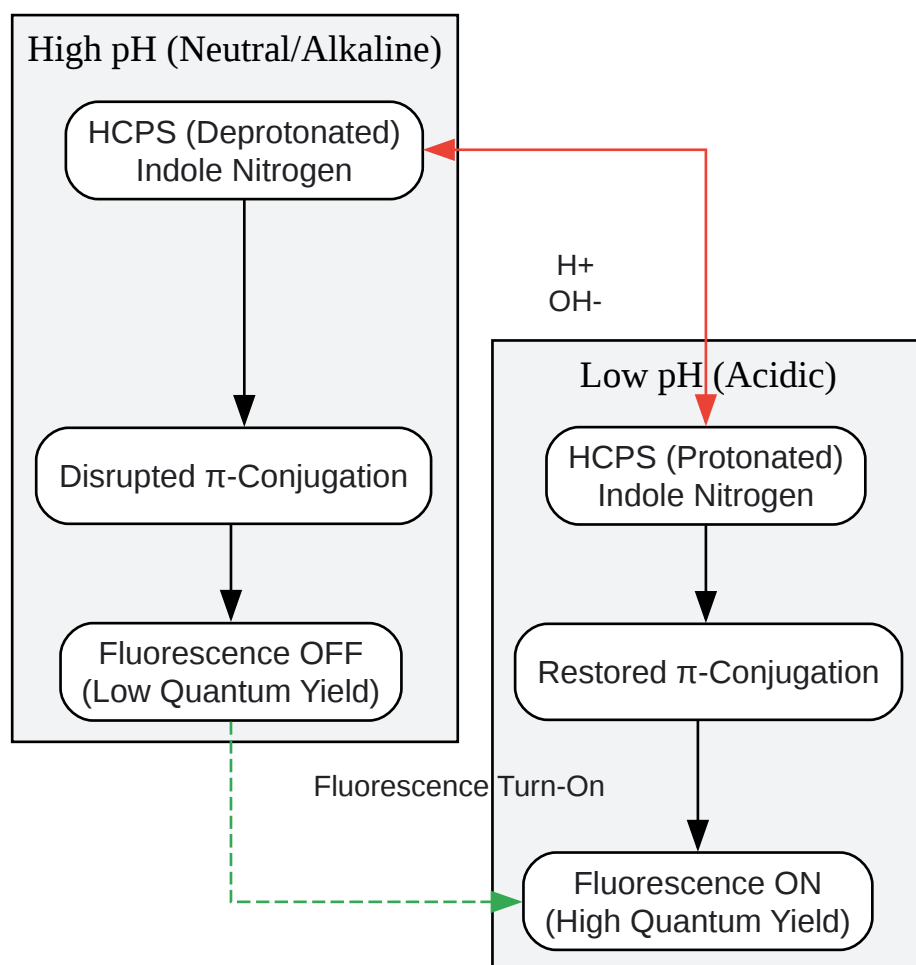 High pH (Neutral/Alkaline)
HCPS (Deprotonated)
Indole Nitrogen
H+
OH-
Disrupted π-Conjugation
Fluorescence OFF
(Low Quantum Yield)
Low pH (Acidic)
HCPS (Protonated)
Indole Nitrogen
Restored π-Conjugation
Fluorescence Turn-On
Fluorescence ON
(High Quantum Yield)